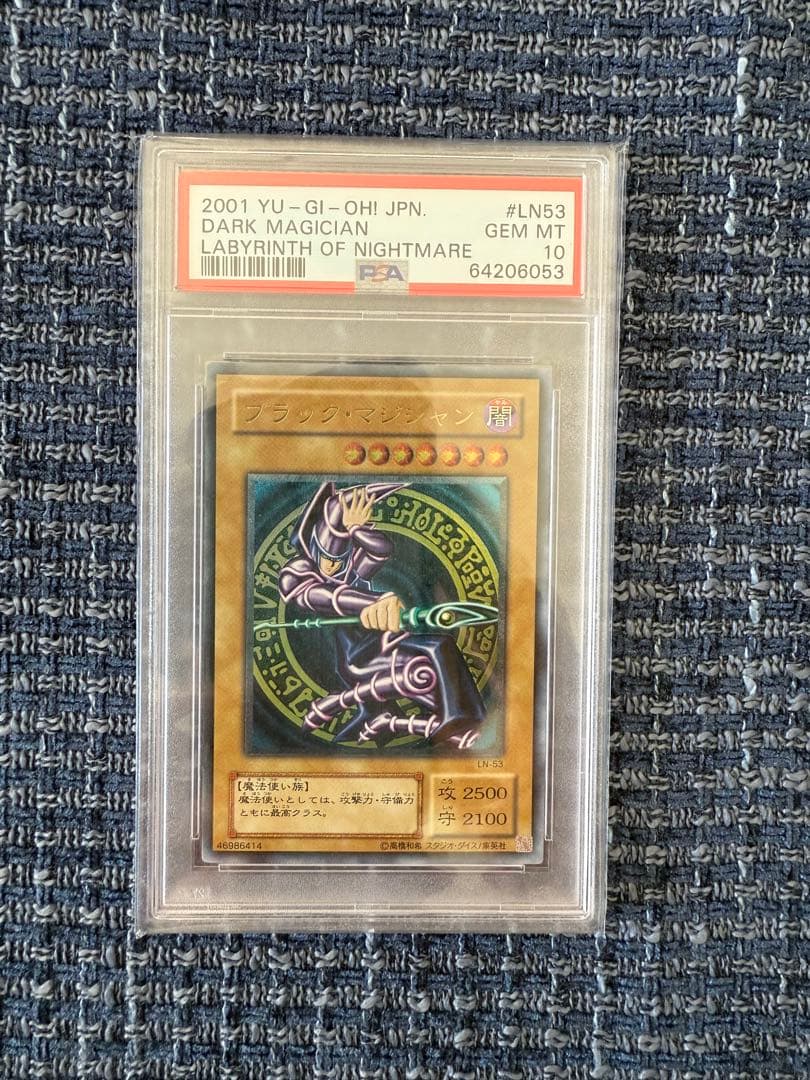 2001 YU-GI-OH! JPN. #LN53
DARK MAGICIAN GEM MT
LABYRINTH OF NIGHTMARE 10
PSA 64206053
ブラック・マジシャン 闇
LN-53
【魔法使い族】
魔法使いとしては、攻撃力・守備力
ともに最高クラス。
攻 2500
守 2100
46986414 ©高橋和希 スタジオ・ダイス/集英社